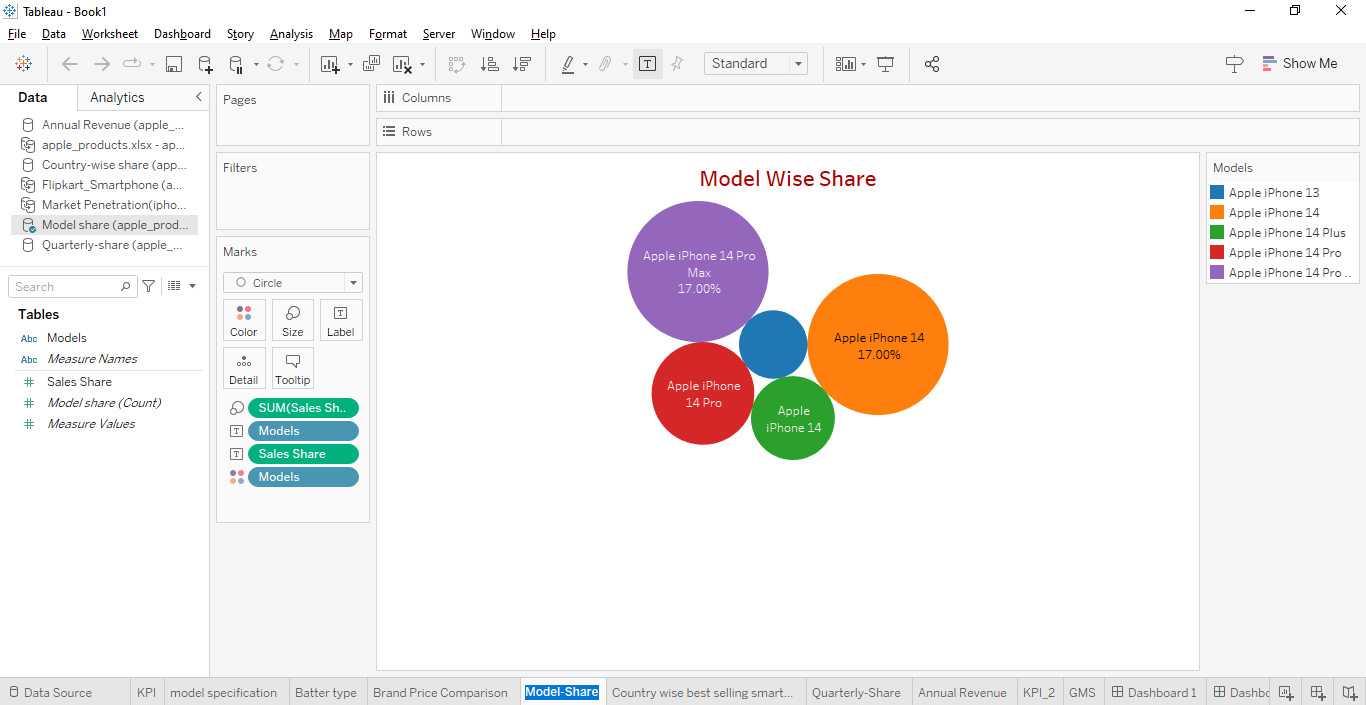 Tableau - Book1
File Data Worksheet Dashboard Story Analysis Map Format Server Window Help
Standard
Show Me
Data Analytics
Annual Revenue (apple_...
apple_products.xlsx - ap...
Country-wise share (app...
Flipkart_Smartphone (a...
Market Penetration(ipho...
Model share (apple_prod...
Quarterly-share (apple_...
Search
Tables
Abc Models
Abc Measure Names
Sales Share
Model share (Count)
Measure Values
Pages
Filters
Marks
Circle
Color Size Label
Detail Tooltip
SUM(Sales Sh..
Models
Sales Share
Models
Columns
Rows
Model Wise Share
Apple iPhone 14 Pro
Max
17.00%
Apple iPhone 14
17.00%
Apple iPhone
14 Pro
Apple
iPhone 14
Models
Apple iPhone 13
Apple iPhone 14
Apple iPhone 14 Plus
Apple iPhone 14 Pro
Apple iPhone 14 Pro ..
Data Source KPI model specification Batter type Brand Price Comparison Model-Share Country wise best selling smart... Quarterly-Share Annual Revenue KPI_2 GMS Dashboard 1 Dashbo